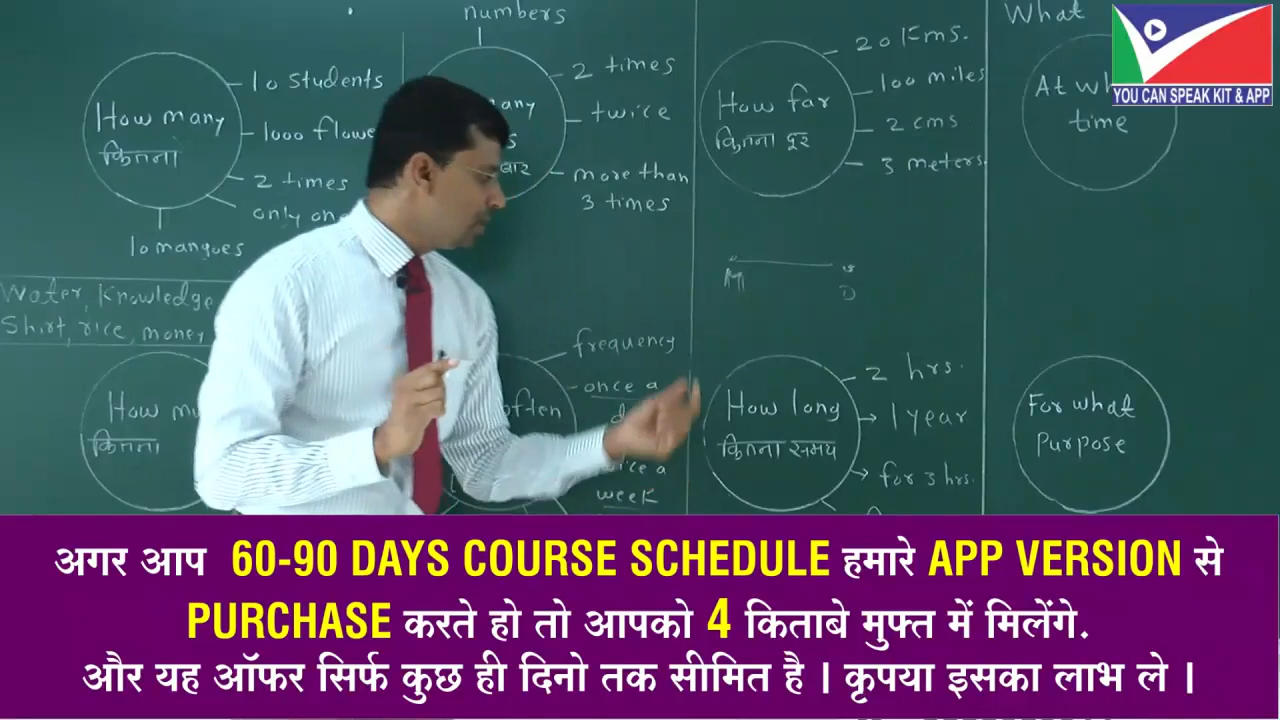 numbers
What
How many
कितना
10 Students
1000 flowe
2 times
only on
10 mangoes
any
बार
2 times
twice
more than
3 times
How far
कितना दूर
20 Kms.
100 miles
2 cms
3 meters
At wh
time
YOU CAN SPEAK KIT & APP
Water, Knowledge
Shirt, rice, money
M
D
How mu
कितना
often
frequency
once a
d
ice a
week
How long
कितना समय
2 hrs.
1 year
for 3 hrs.
For what
Purpose
अगर आप 60-90 DAYS COURSE SCHEDULE हमारे APP VERSION से
PURCHASE करते हो तो आपको 4 किताबे मुफ्त में मिलेंगे.
और यह ऑफर सिर्फ कुछ ही दिनो तक सीमित है । कृपया इसका लाभ ले ।